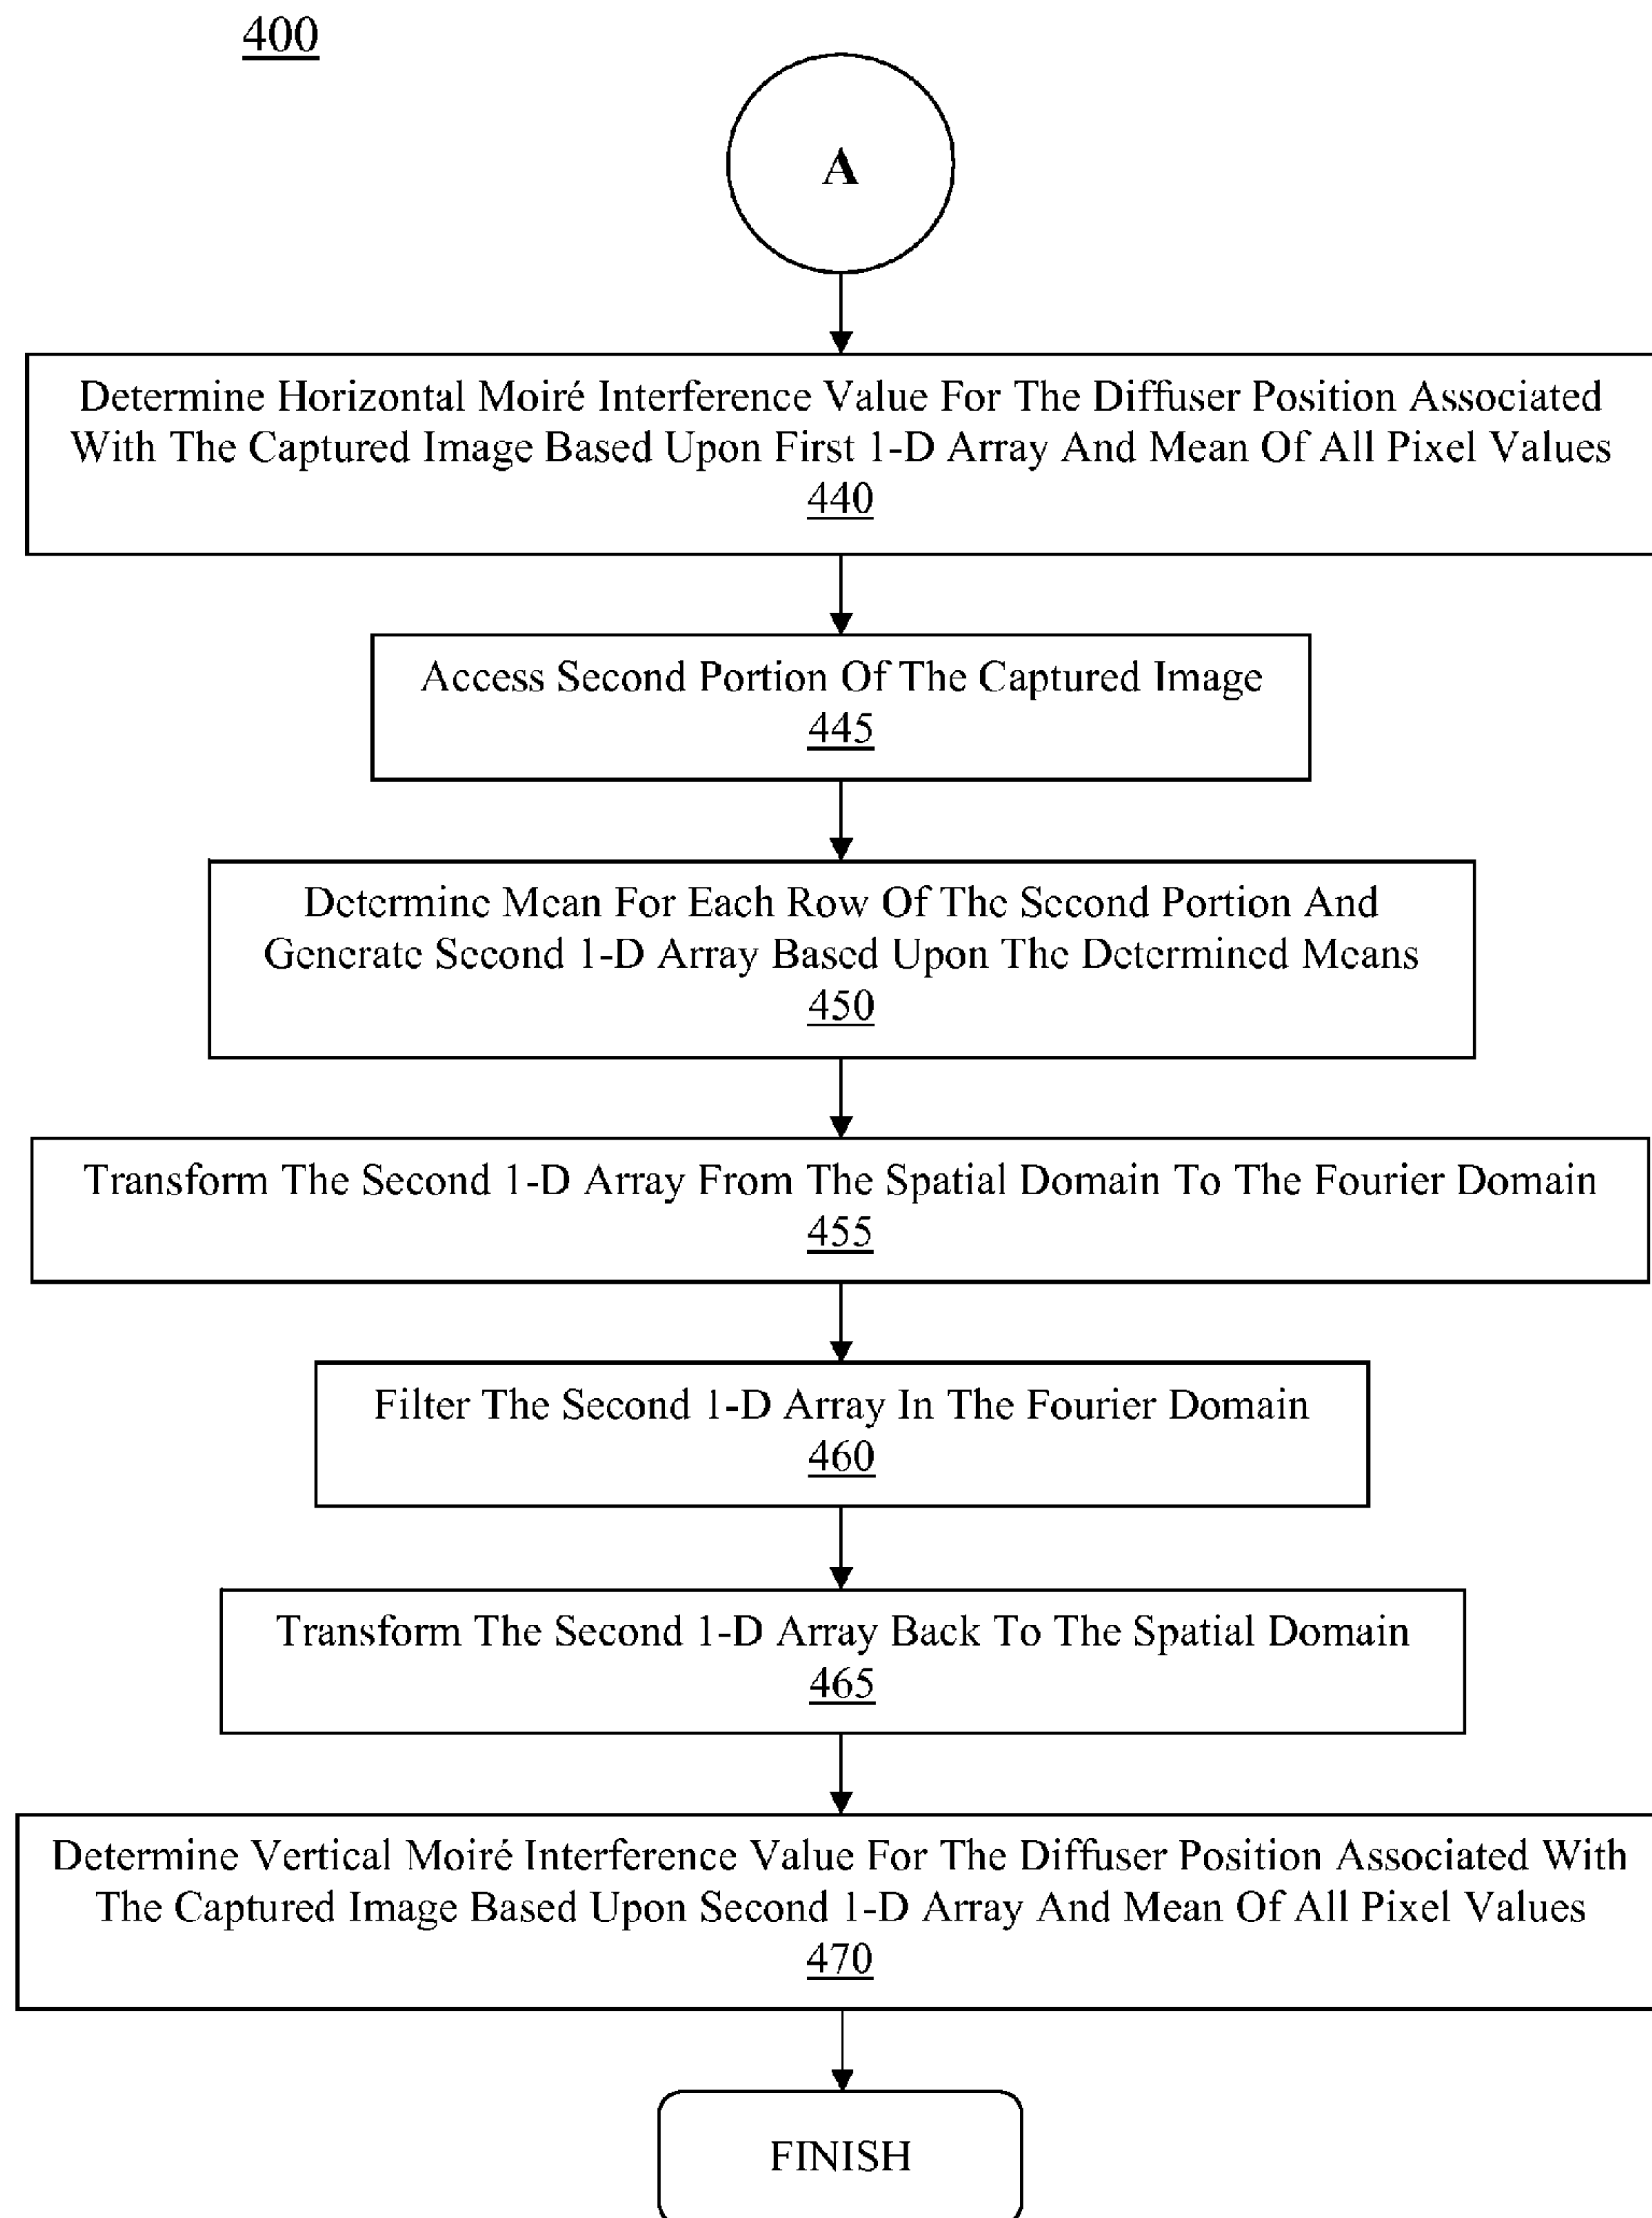 400
A
Determine Horizontal Moiré Interference Value For The Diffuser Position Associated
With The Captured Image Based Upon First 1-D Array And Mean Of All Pixel Values
440
Access Second Portion Of The Captured Image
445
Determine Mean For Each Row Of The Second Portion And
Generate Second 1-D Array Based Upon The Determined Means
450
Transform The Second 1-D Array From The Spatial Domain To The Fourier Domain
455
Filter The Second 1-D Array In The Fourier Domain
460
Transform The Second 1-D Array Back To The Spatial Domain
465
Determine Vertical Moiré Interference Value For The Diffuser Position Associated With
The Captured Image Based Upon Second 1-D Array And Mean Of All Pixel Values
470
FINISH